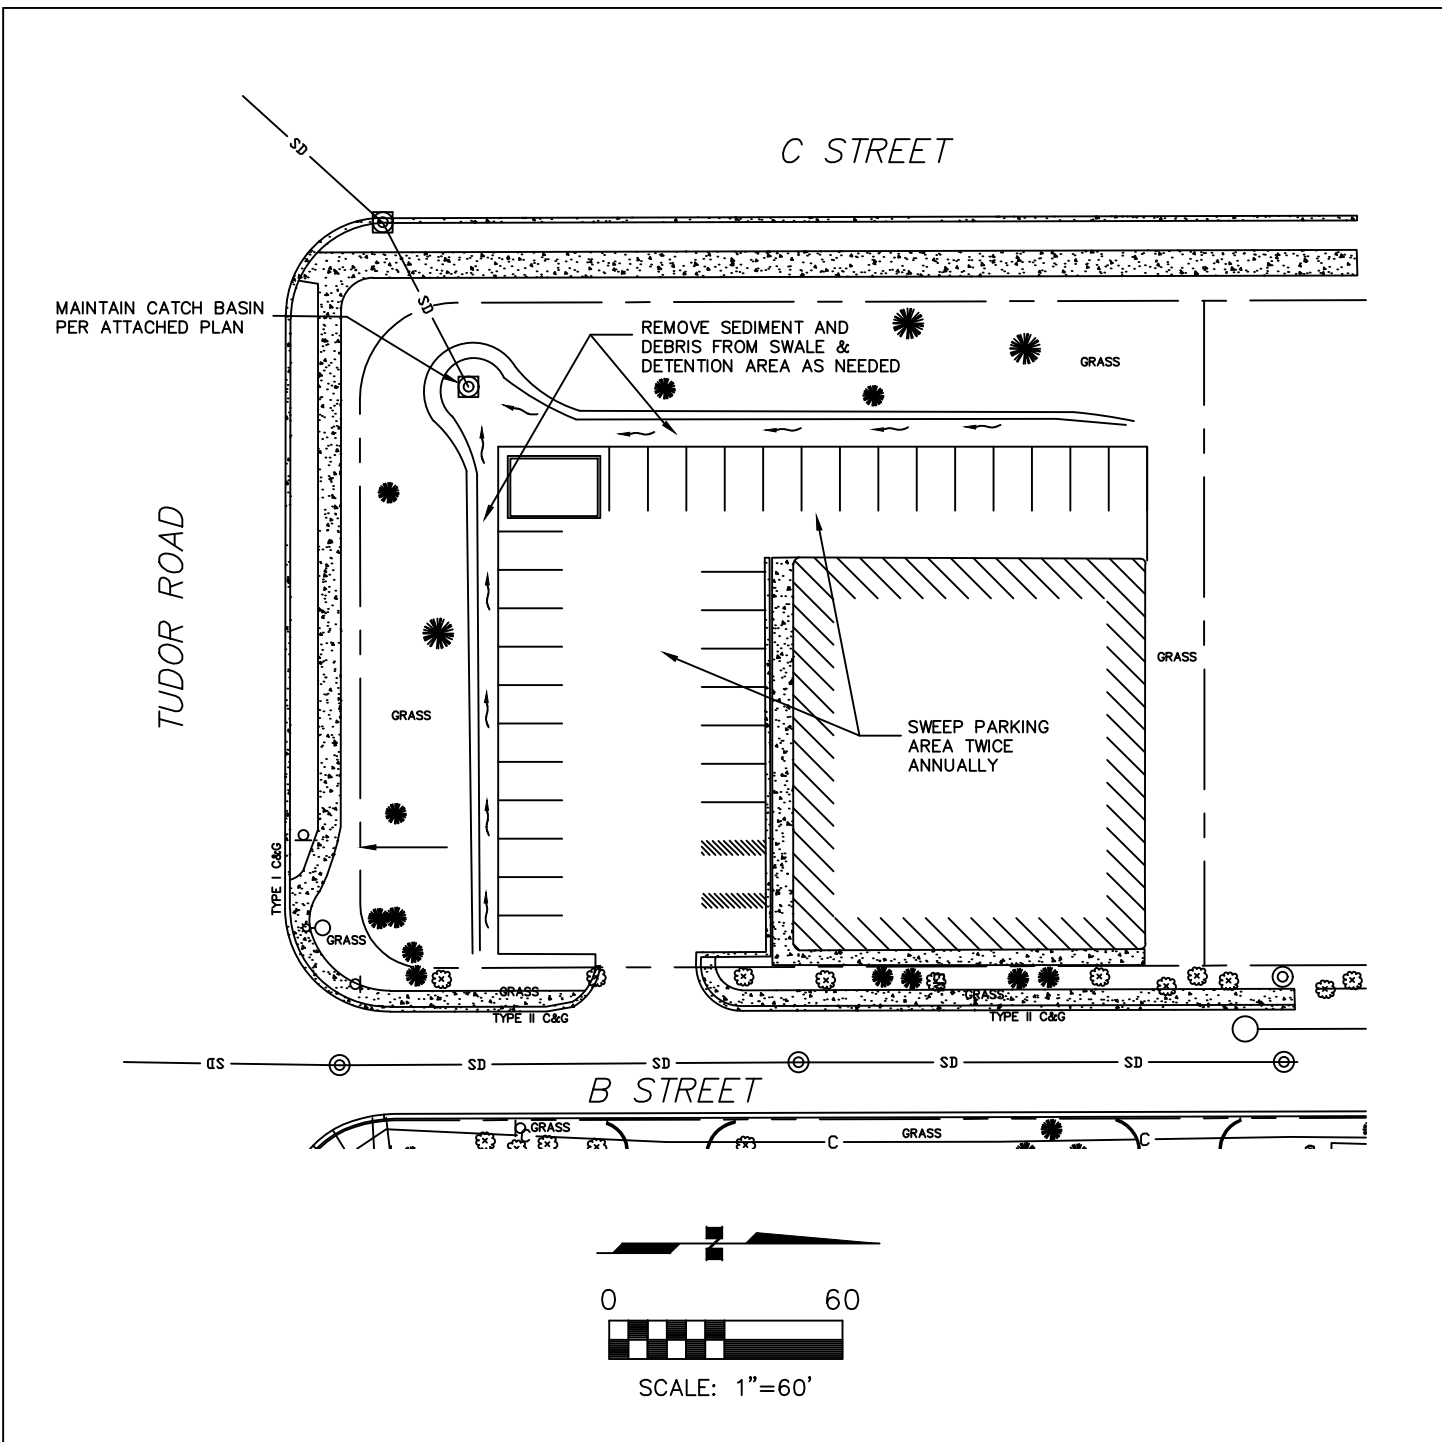 SD
C STREET
SD
MAINTAIN CATCH BASIN
PER ATTACHED PLAN
REMOVE SEDIMENT AND
DEBRIS FROM SWALE &
DETENTION AREA AS NEEDED
GRASS
TUDOR ROAD
GRASS
GRASS
SWEEP PARKING
AREA TWICE
ANNUALLY
TYPE I C&G
GRASS
GRASS
GRASS
TYPE II C&G
TYPE II C&G
SD
SD
SD
SD
SD
B STREET
GRASS
GRASS
C
C
C
N
0 60
SCALE: 1"=60'